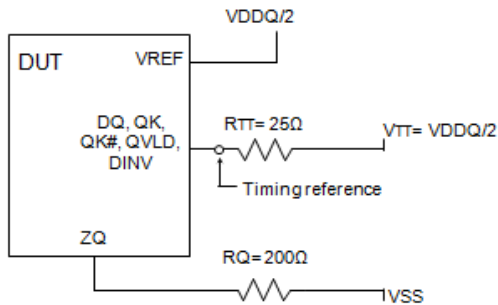 VDDQ/2
DUT
VREF
DQ, QK,
QK#, QVLD,
DINV
RTT= 25Ω
VTT= VDDQ/2
Timing reference
ZQ
RQ=200Ω
VSS